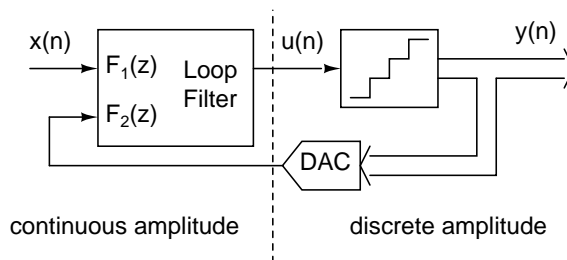 x(n)
u(n)
y(n)
F1(z)
Loop
Filter
F2(z)
DAC
continuous amplitude
discrete amplitude